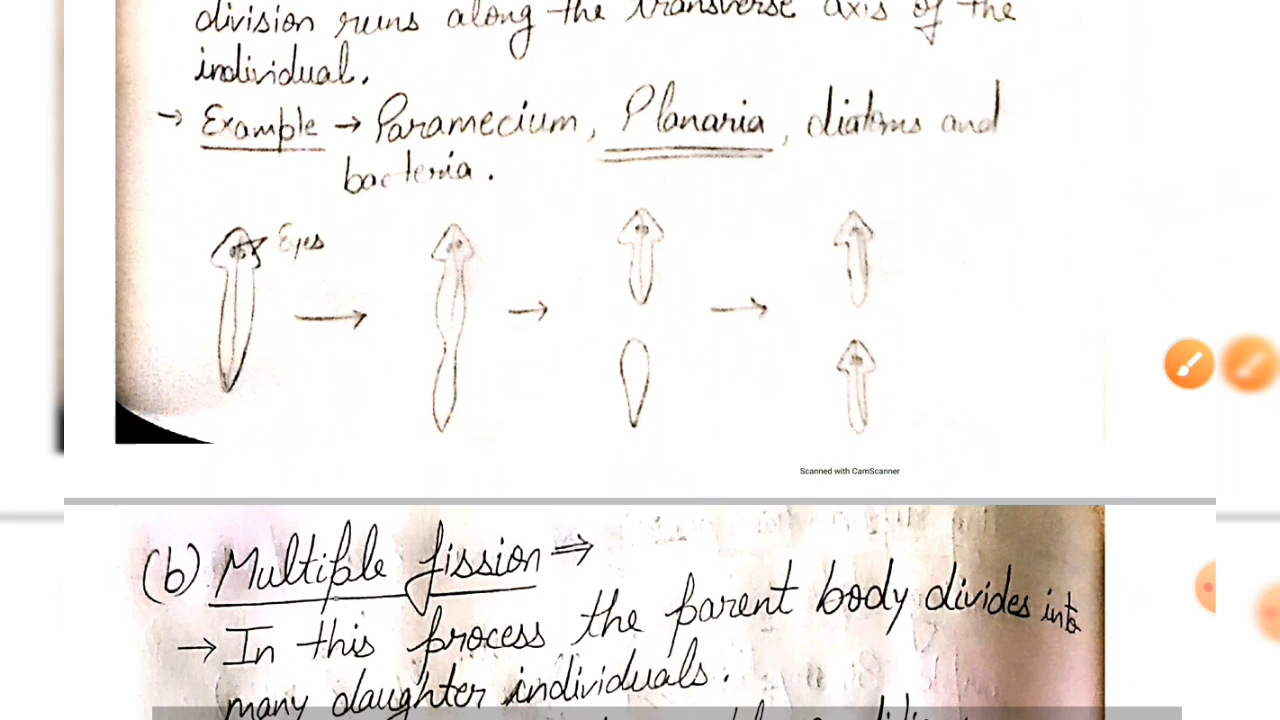 division runs along the transverse axis of the
individual.
→ Example → Paramecium, Planaria, diatoms and
bacteria.
Eyes
Scanned with CamScanner
(b) Multiple fission ⇒
→ In this process the parent body divides into
many daughter individuals.